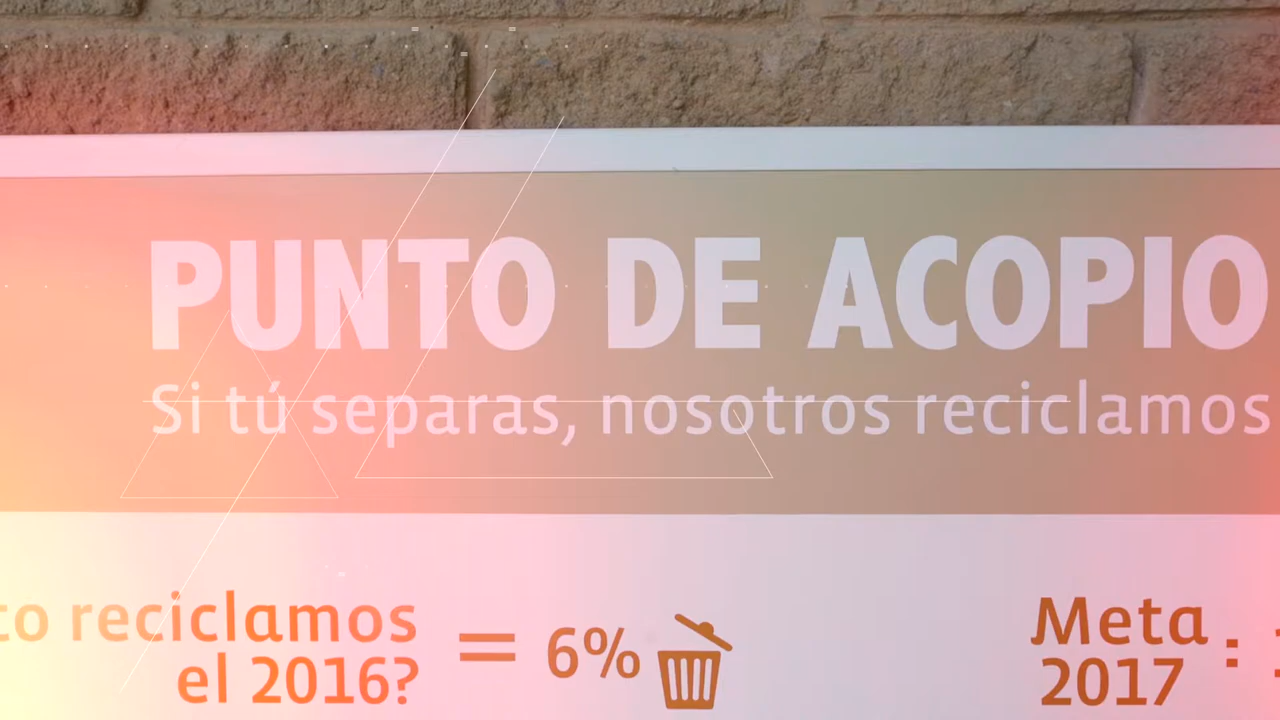 PUNTO DE ACOPIO
Si tú separas, nosotros reciclamos
reciclamos
el 2016?
= 6%
Meta
2017 :